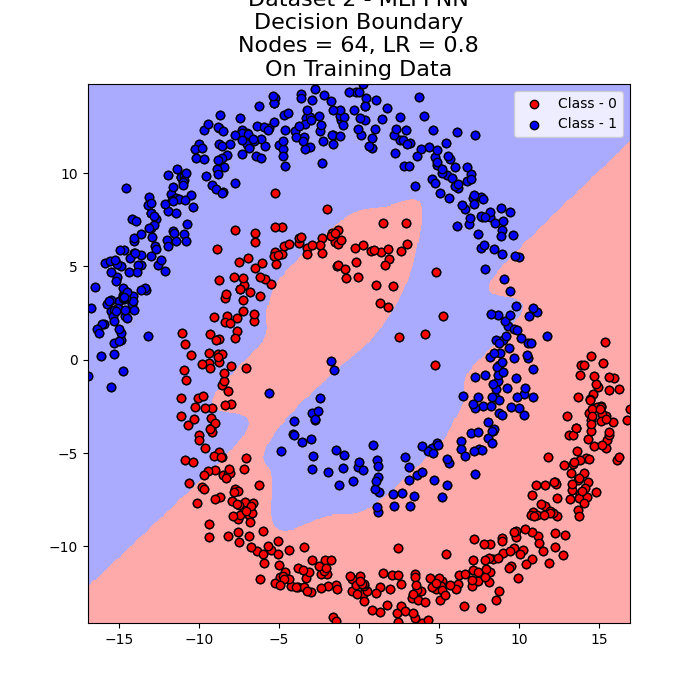 Dataset 2 - MLFFNN
Decision Boundary
Nodes = 64, LR = 0.8
On Training Data
Class - 0
Class - 1
10
5
0
−5
−10
−15
−10
−5
0
5
10
15